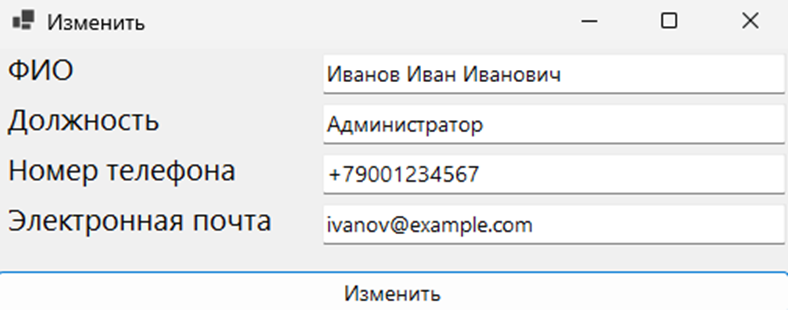 Изменить
ФИО Иванов Иван Иванович
Должность Администратор
Номер телефона +79001234567
Электронная почта ivanov@example.com
Изменить